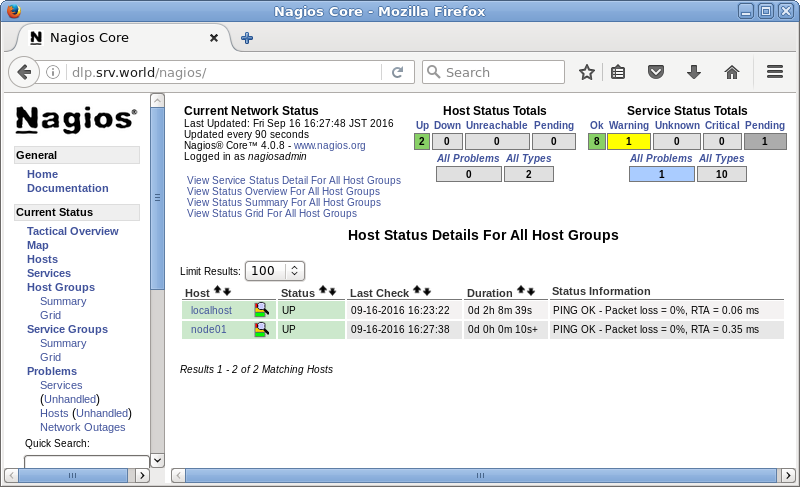 Nagios Core - Mozilla Firefox
Nagios Core
dlp.srv.world/nagios/
Search
Nagios®
General
Home
Documentation
Current Status
Tactical Overview
Map
Hosts
Services
Host Groups
Summary
Grid
Service Groups
Summary
Grid
Problems
Services
(Unhandled)
Hosts (Unhandled)
Network Outages
Quick Search:
Current Network Status
Last Updated: Fri Sep 16 16:27:48 JST 2016
Updated every 90 seconds
Nagios® Core™ 4.0.8 - www.nagios.org
Logged in as nagiosadmin
View Service Status Detail For All Host Groups
View Status Overview For All Host Groups
View Status Summary For All Host Groups
View Status Grid For All Host Groups
Host Status Totals
Up Down Unreachable Pending
2 0 0 0
All Problems All Types
0 2
Service Status Totals
Ok Warning Unknown Critical Pending
8 1 0 0 1
All Problems All Types
1 10
Host Status Details For All Host Groups
Limit Results: 100
Host Status Last Check Duration Status Information
localhost UP 09-16-2016 16:23:22 0d 2h 8m 39s PING OK - Packet loss = 0%, RTA = 0.06 ms
node01 UP 09-16-2016 16:27:38 0d 0h 0m 10s+ PING OK - Packet loss = 0%, RTA = 0.35 ms
Results 1 - 2 of 2 Matching Hosts